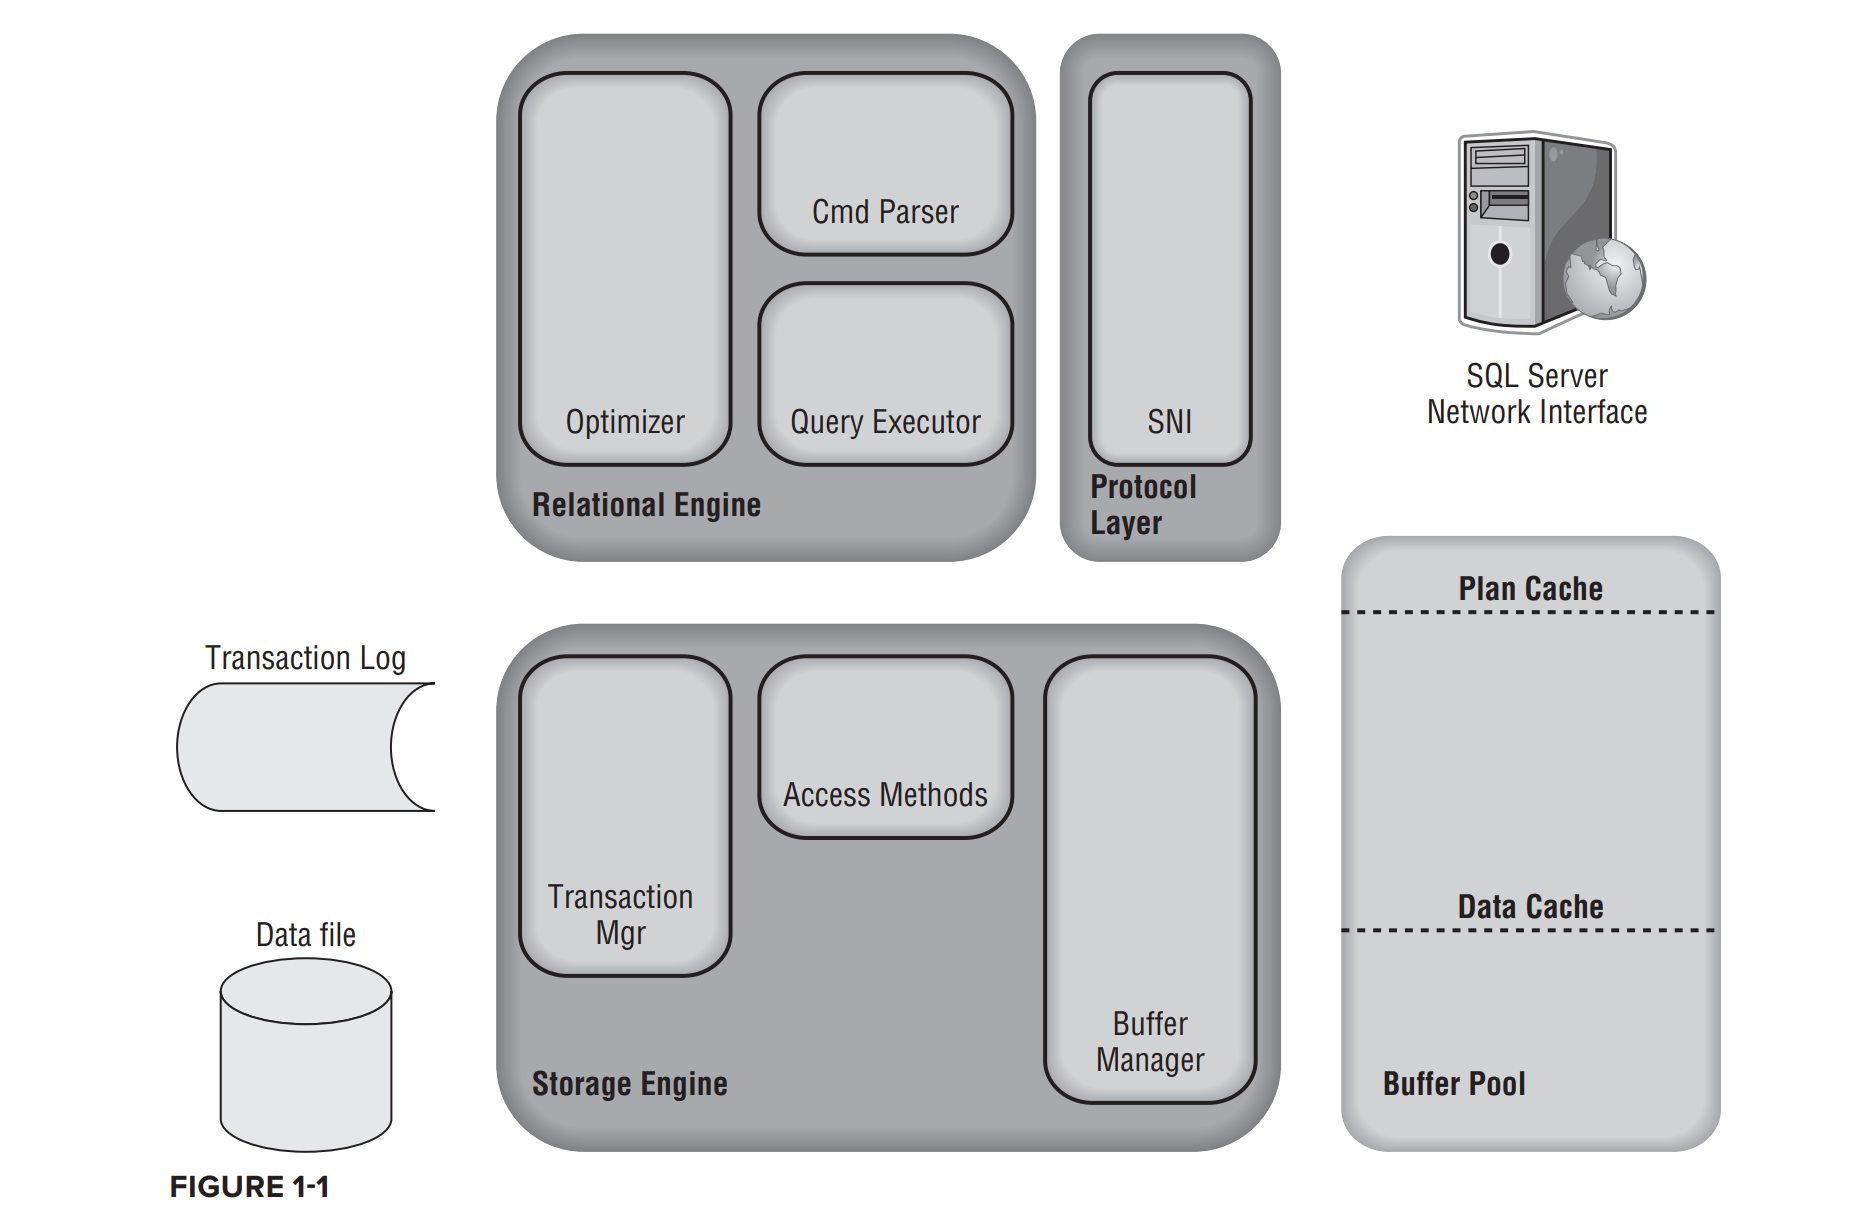 Cmd Parser
Optimizer
Query Executor
Relational Engine
SNI
Protocol
Layer
SQL Server
Network Interface
Transaction Log
Data file
Transaction
Mgr
Access Methods
Buffer
Manager
Storage Engine
Plan Cache
Data Cache
Buffer Pool
FIGURE 1-1